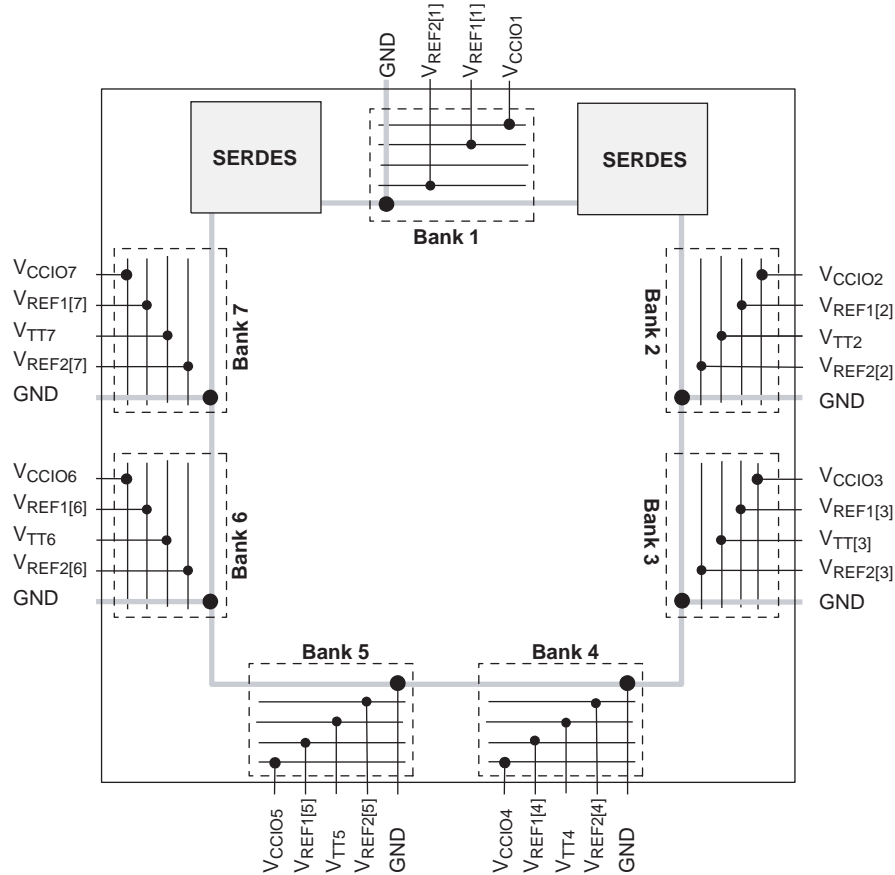 GND
VREF2[1]
VREF1[1]
VCCIO1
SERDES
SERDES
Bank 1
VCCIO7
VREF1[7]
VTT7
VREF2[7]
GND
Bank 7
Bank 2
VCCIO2
VREF1[2]
VTT2
VREF2[2]
GND
VCCIO6
VREF1[6]
VTT6
VREF2[6]
GND
Bank 6
Bank 3
VCCIO3
VREF1[3]
VTT[3]
VREF2[3]
GND
Bank 5
Bank 4
VCCIO5
VREF1[5]
VTT5
VREF2[5]
GND
VCCIO4
VREF1[4]
VTT4
VREF2[4]
GND